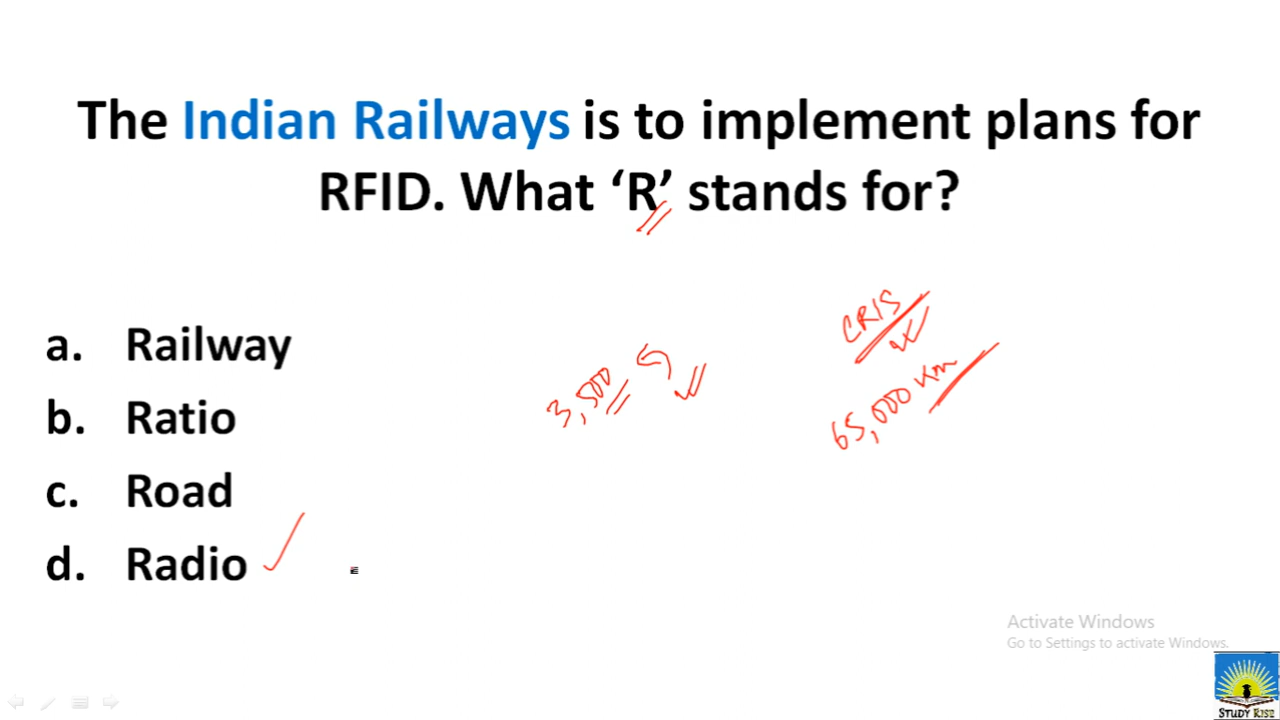 The Indian Railways is to implement plans for
RFID. What ‘R’ stands for?
a. Railway
b. Ratio
c. Road
d. Radio
3,500
CRIS
65,000 Km
Activate Windows
Go to Settings to activate Windows.
STUDY RISE